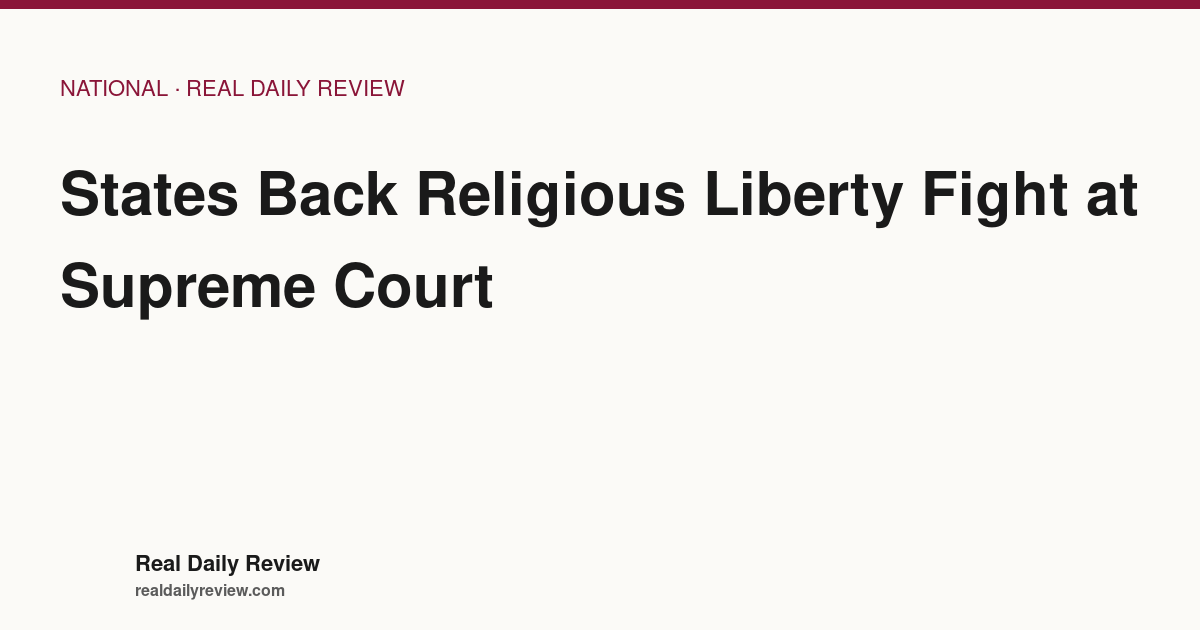 NATIONAL · REAL DAILY REVIEW
States Back Religious Liberty Fight at
Supreme Court
Real Daily Review
realdailyreview.com